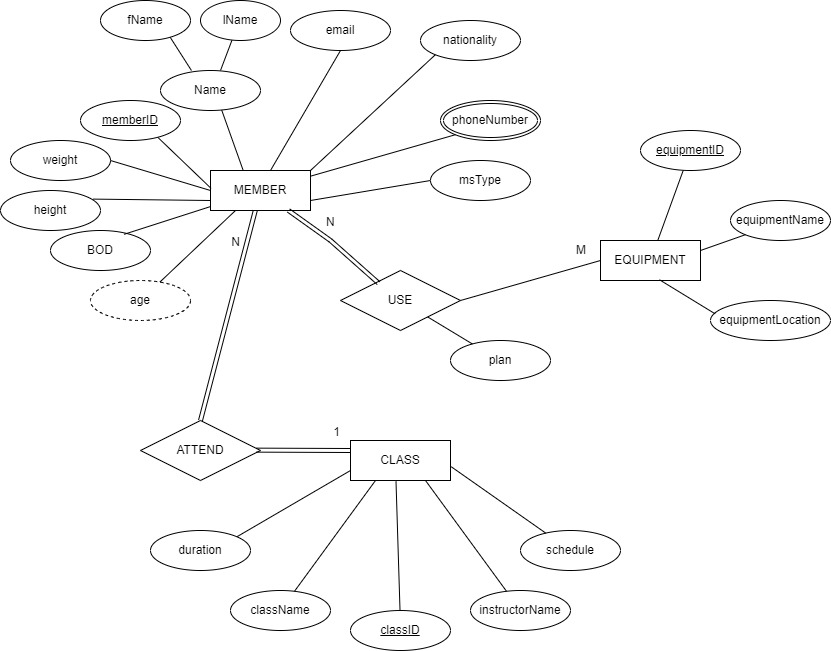 fName
lName
email
nationality
Name
memberID
phoneNumber
weight
MEMBER
msType
equipmentID
height
BOD
N
N
equipmentName
M
EQUIPMENT
age
USE
equipmentLocation
plan
ATTEND
1
CLASS
duration
schedule
className
instructorName
classID